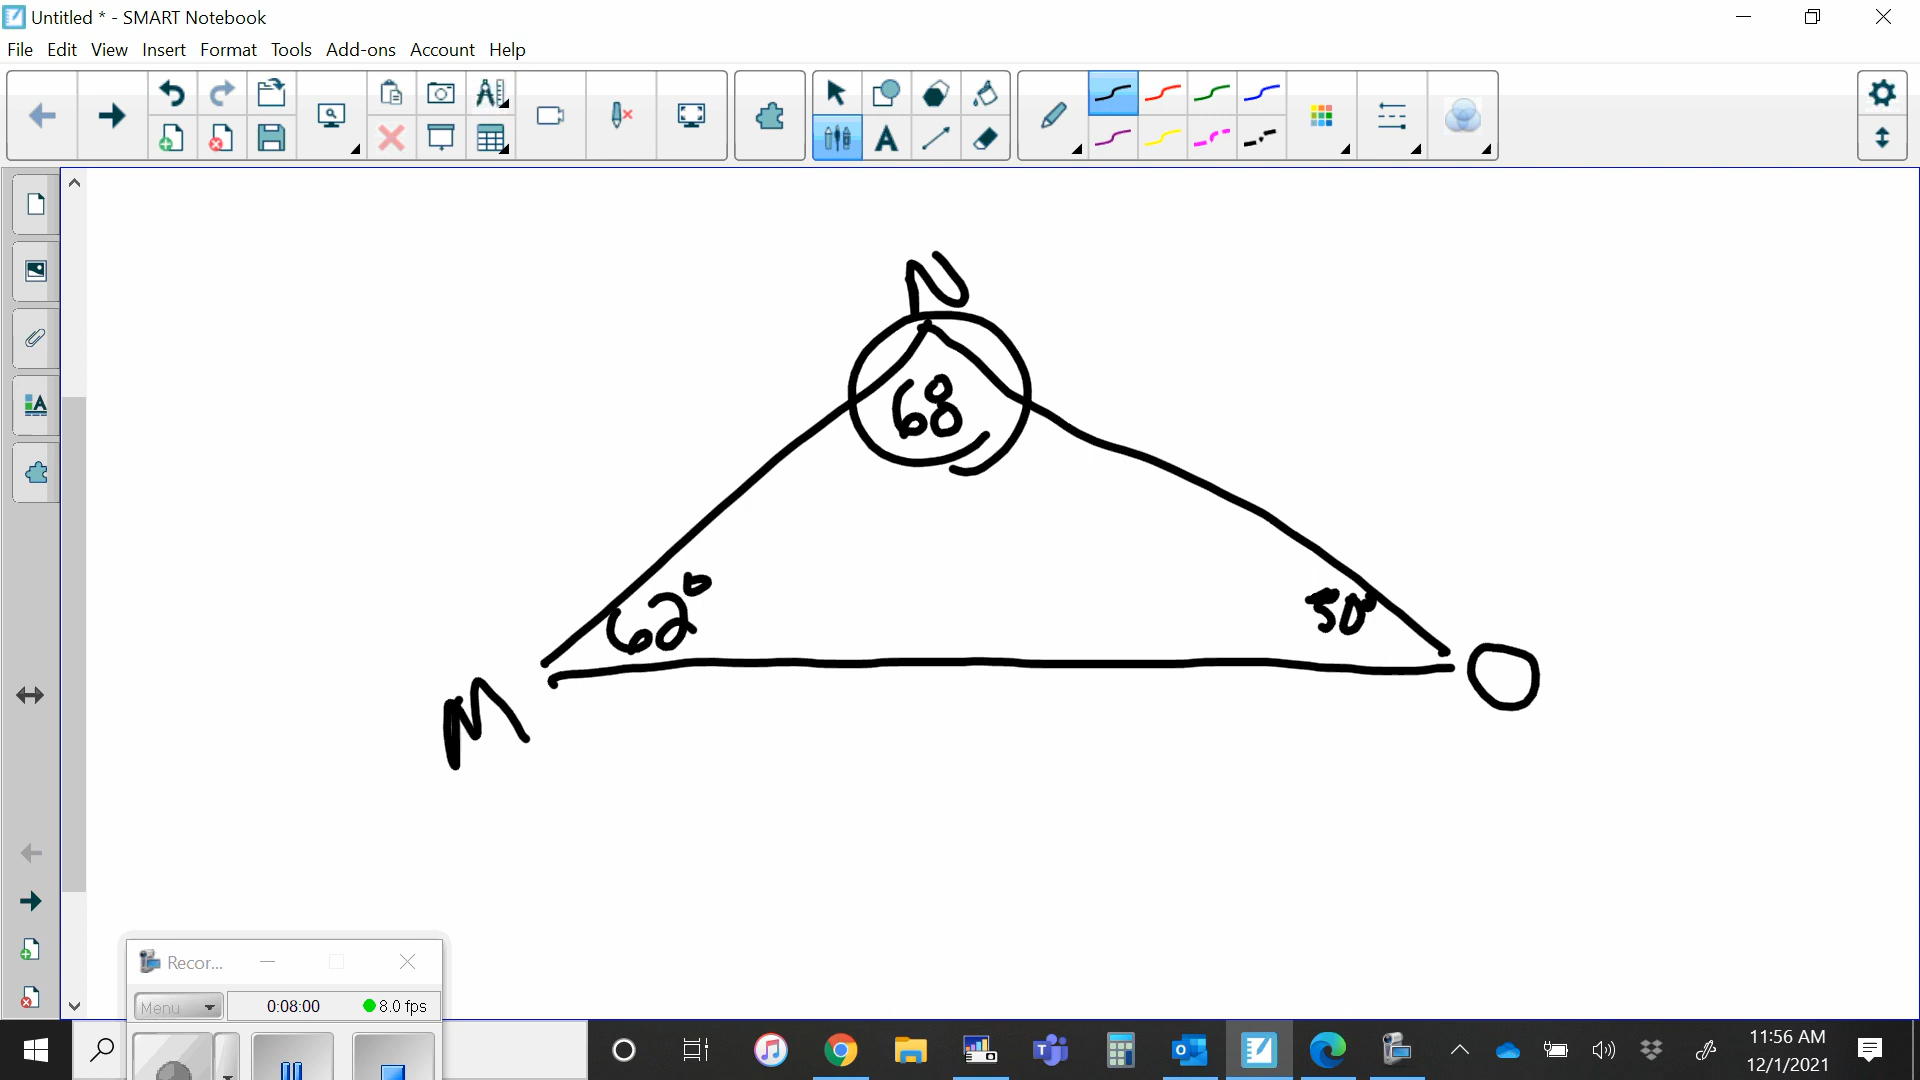 Untitled * - SMART Notebook
File Edit View Insert Format Tools Add-ons Account Help
N
68
62°
50°
M
O
Recor...
Menu 0:08:00 8.0 fps
11:56 AM
12/1/2021